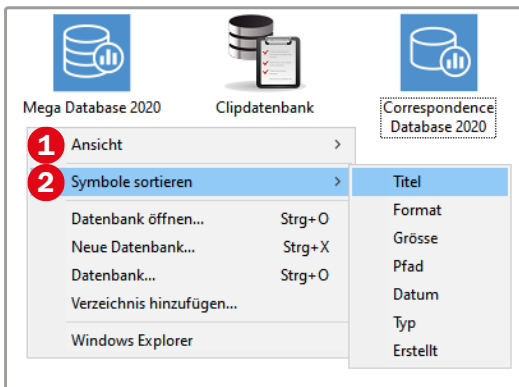 Mega Database 2020
Clipdatenbank
Correspondence
Database 2020
1 Ansicht >
2 Symbole sortieren >
Datenbank öffnen... Strg+O
Neue Datenbank... Strg+X
Datenbank... Strg+O
Verzeichnis hinzufügen...
Windows Explorer
Titel
Format
Grösse
Pfad
Datum
Typ
Erstellt